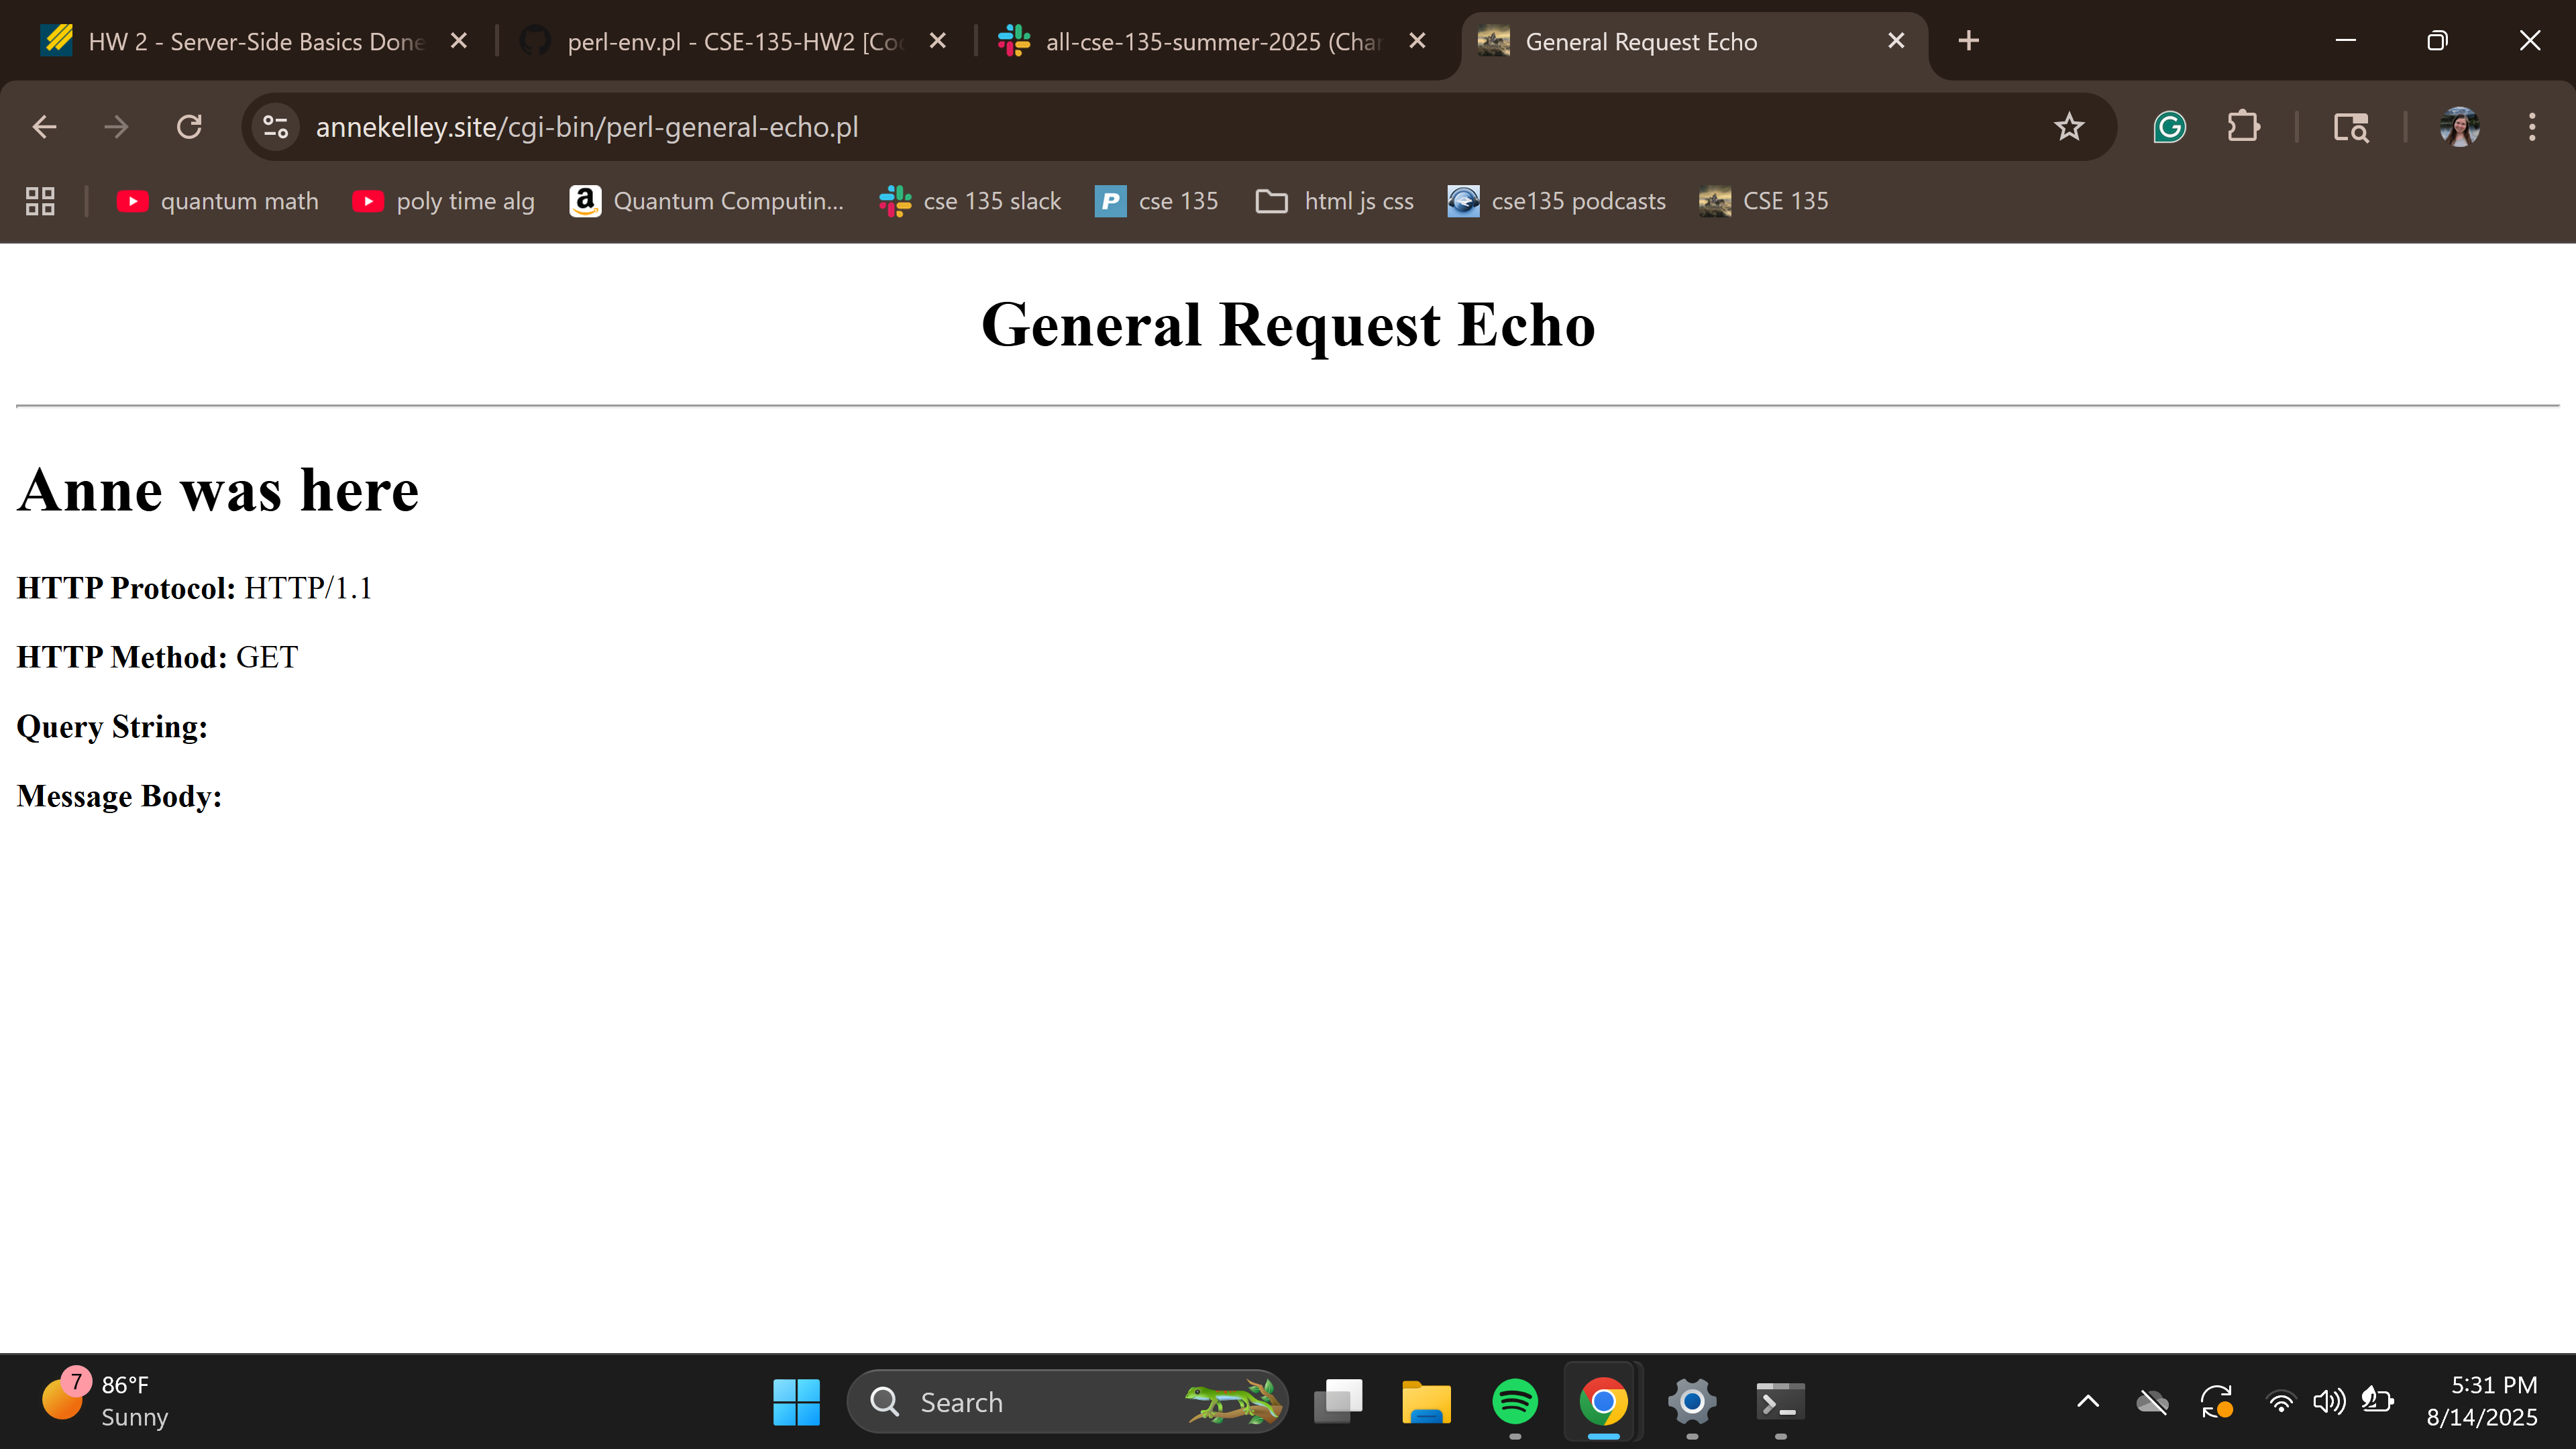 HW 2 - Server-Side Basics Done
perl-env.pl - CSE-135-HW2 [Co
all-cse-135-summer-2025 (Cha
General Request Echo
annekelley.site/cgi-bin/perl-general-echo.pl
quantum math
poly time alg
Quantum Computin...
cse 135 slack
cse 135
html js css
cse135 podcasts
CSE 135
General Request Echo
Anne was here
HTTP Protocol: HTTP/1.1
HTTP Method: GET
Query String:
Message Body:
7
86°F
Sunny
Search
5:31 PM
8/14/2025